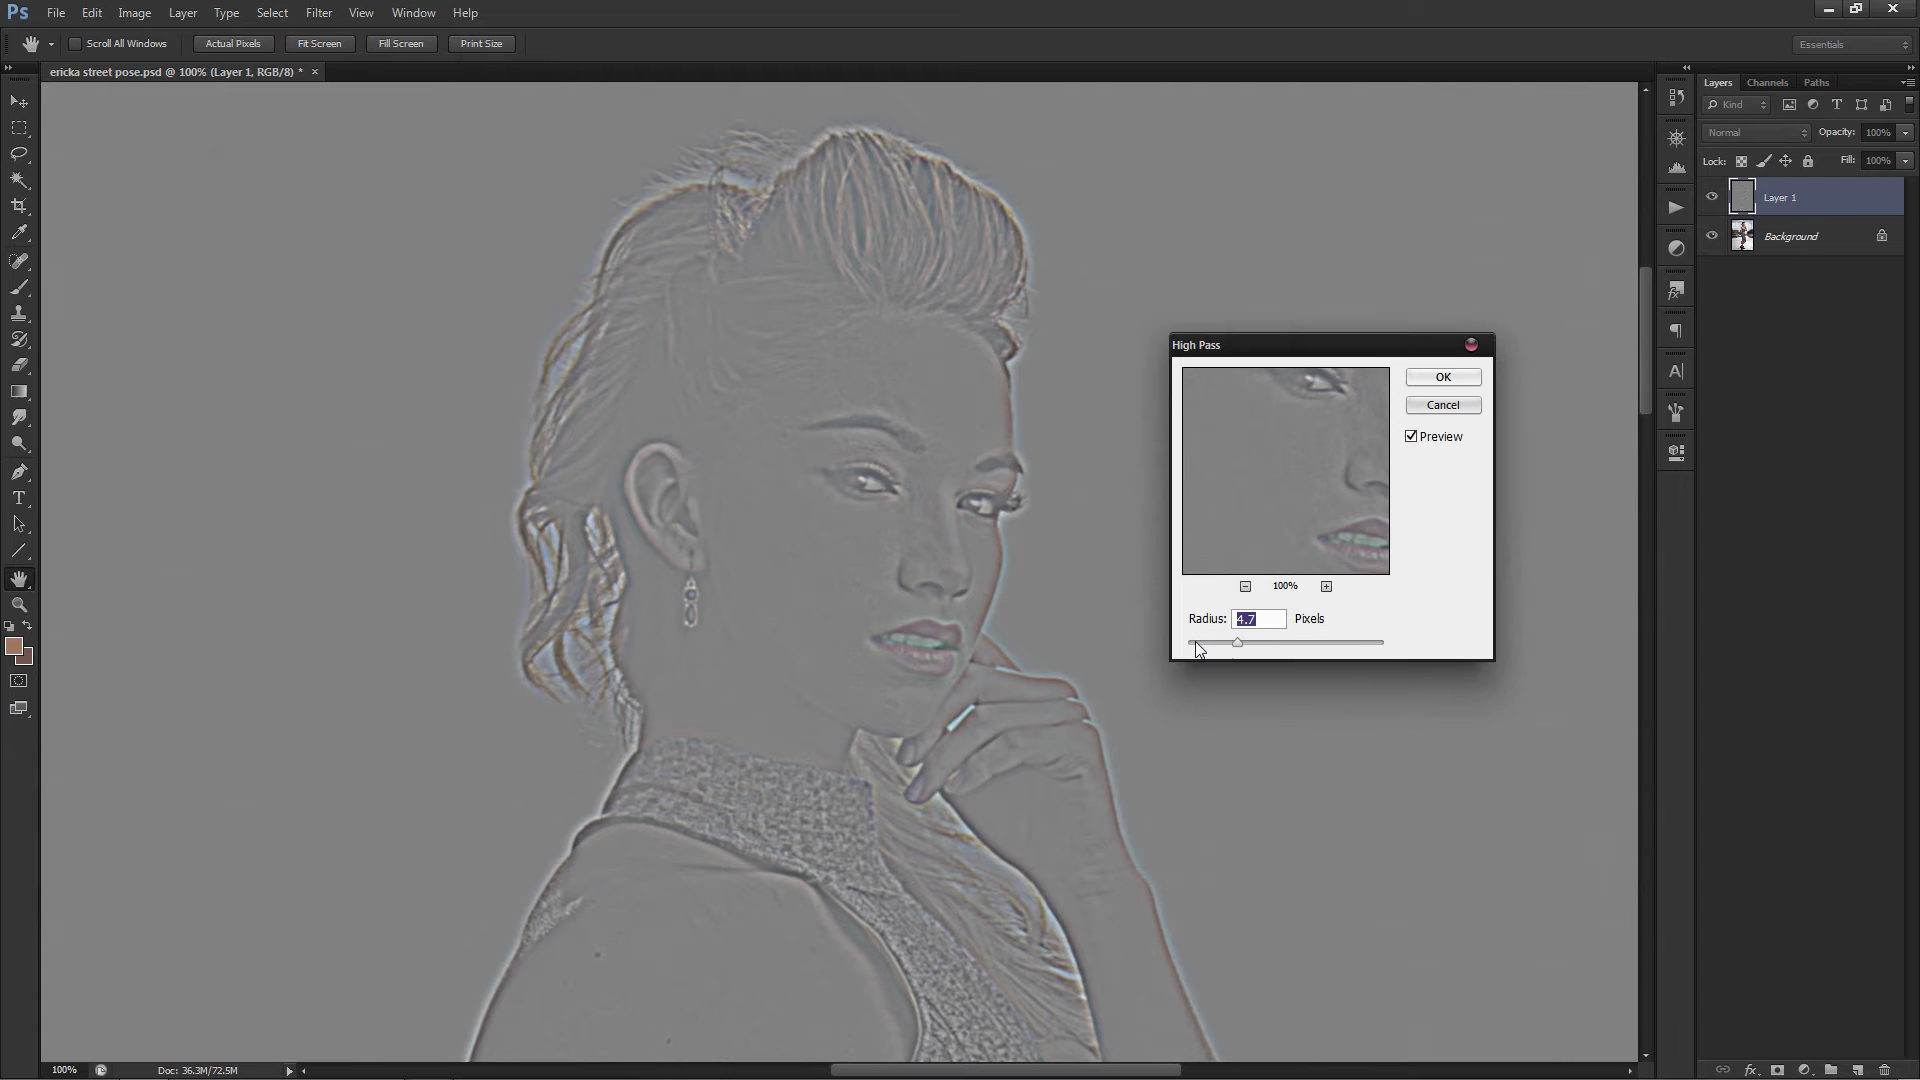 Ps File Edit Image Layer Type Select Filter View Window Help
Scroll All Windows Actual Pixels Fit Screen Fill Screen Print Size Essentials
ericka street pose.psd @ 100% (Layer 1, RGB/8) * ×
Layers Channels Paths
Kind
Normal Opacity: 100%
Lock: Fill: 100%
Layer 1
Background
High Pass
OK
Cancel
Preview
100%
Radius: 4.7 Pixels
100% Doc: 36.3M/72.5M